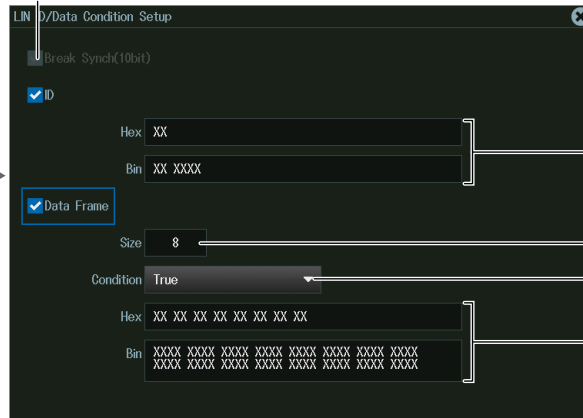 LIN ID/Data Condition Setup
Break Synch(10bit)
ID
Hex XX
Bin XX XXXX
Data Frame
Size 8
Condition True
Hex XX XX XX XX XX XX XX XX
Bin XXXX XXXX XXXX XXXX XXXX XXXX XXXX XXXX
XXXX XXXX XXXX XXXX XXXX XXXX XXXX XXXX